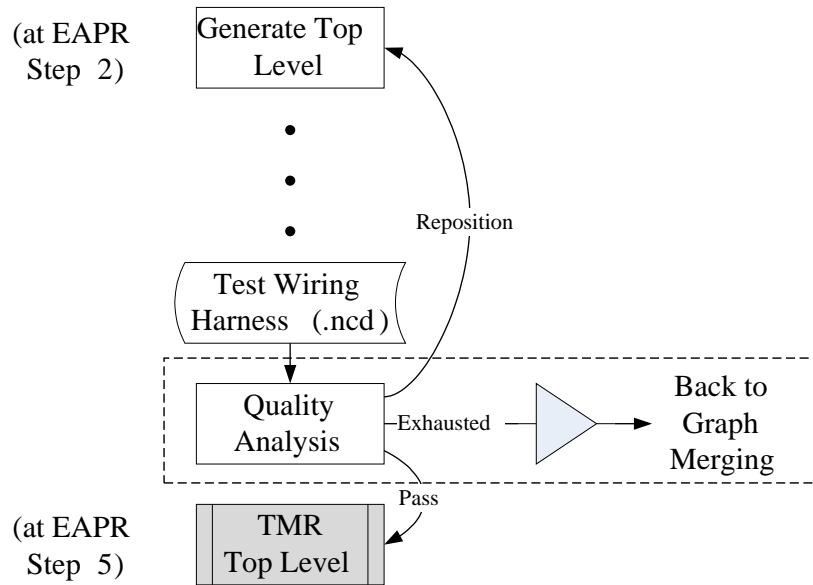 (at EAPR
Step 2)
Generate Top
Level
Reposition
Test Wiring
Harness (.ncd)
Quality
Analysis
Exhausted
Back to
Graph
Merging
Pass
(at EAPR
Step 5)
TMR
Top Level